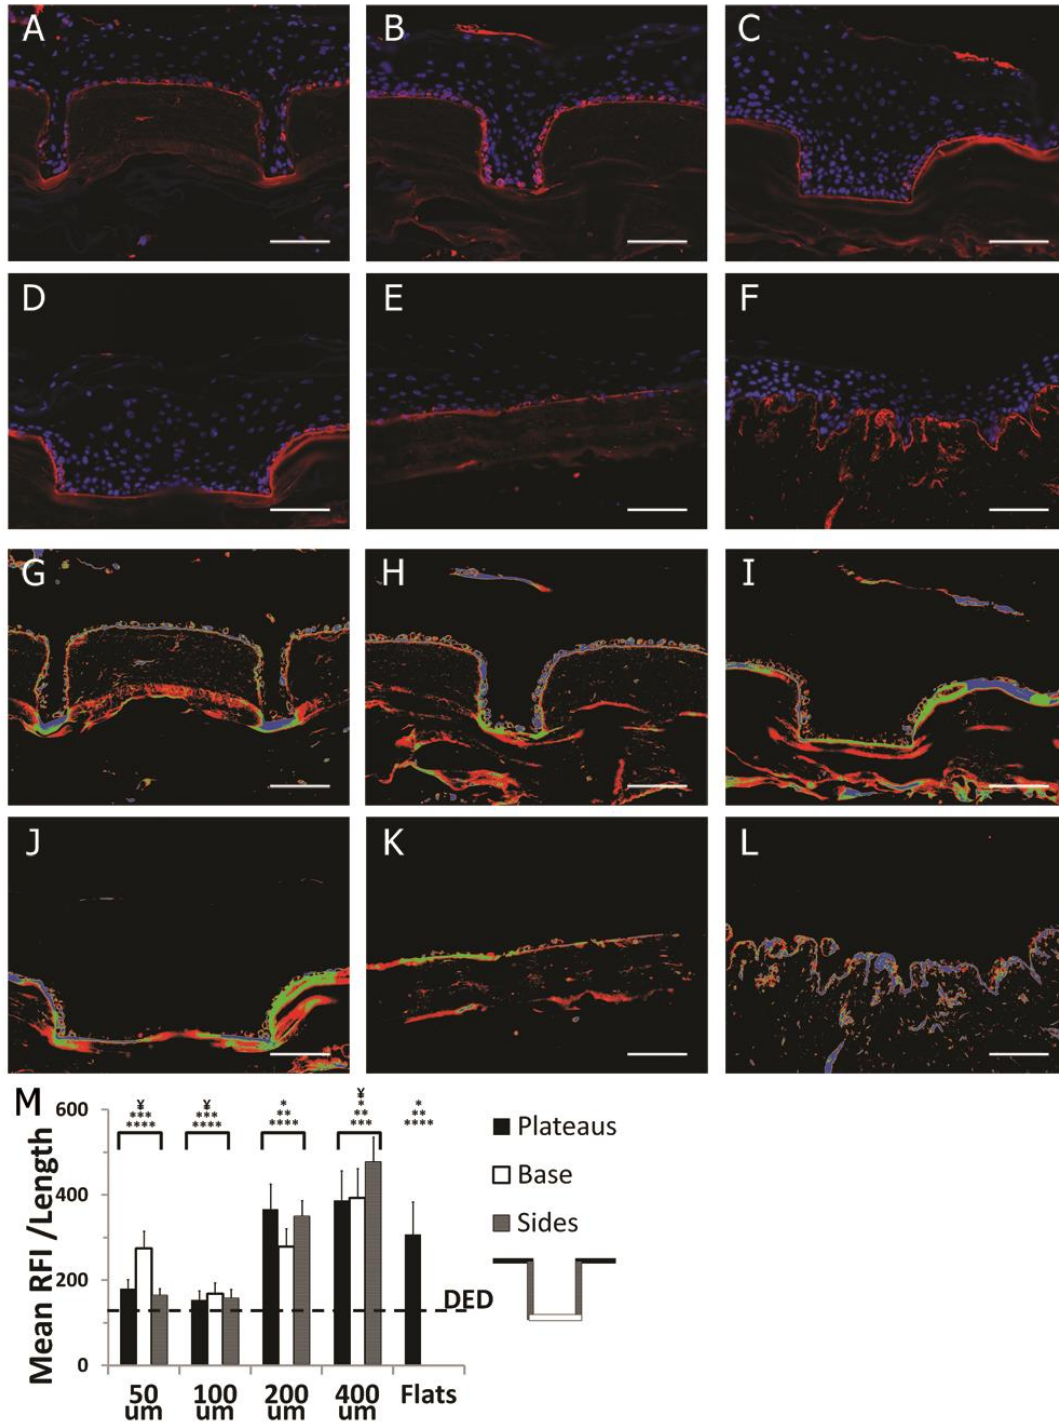 A B C
D E F
G H I
J K L
M
Mean RFI /Length
600
400
200
0
¥
***
****
¥
***
****
*
**
****
¥
*
**
***
*
**
****
DED
50 um
100 um
200 um
400 um
Flats
Plateaus
Base
Sides